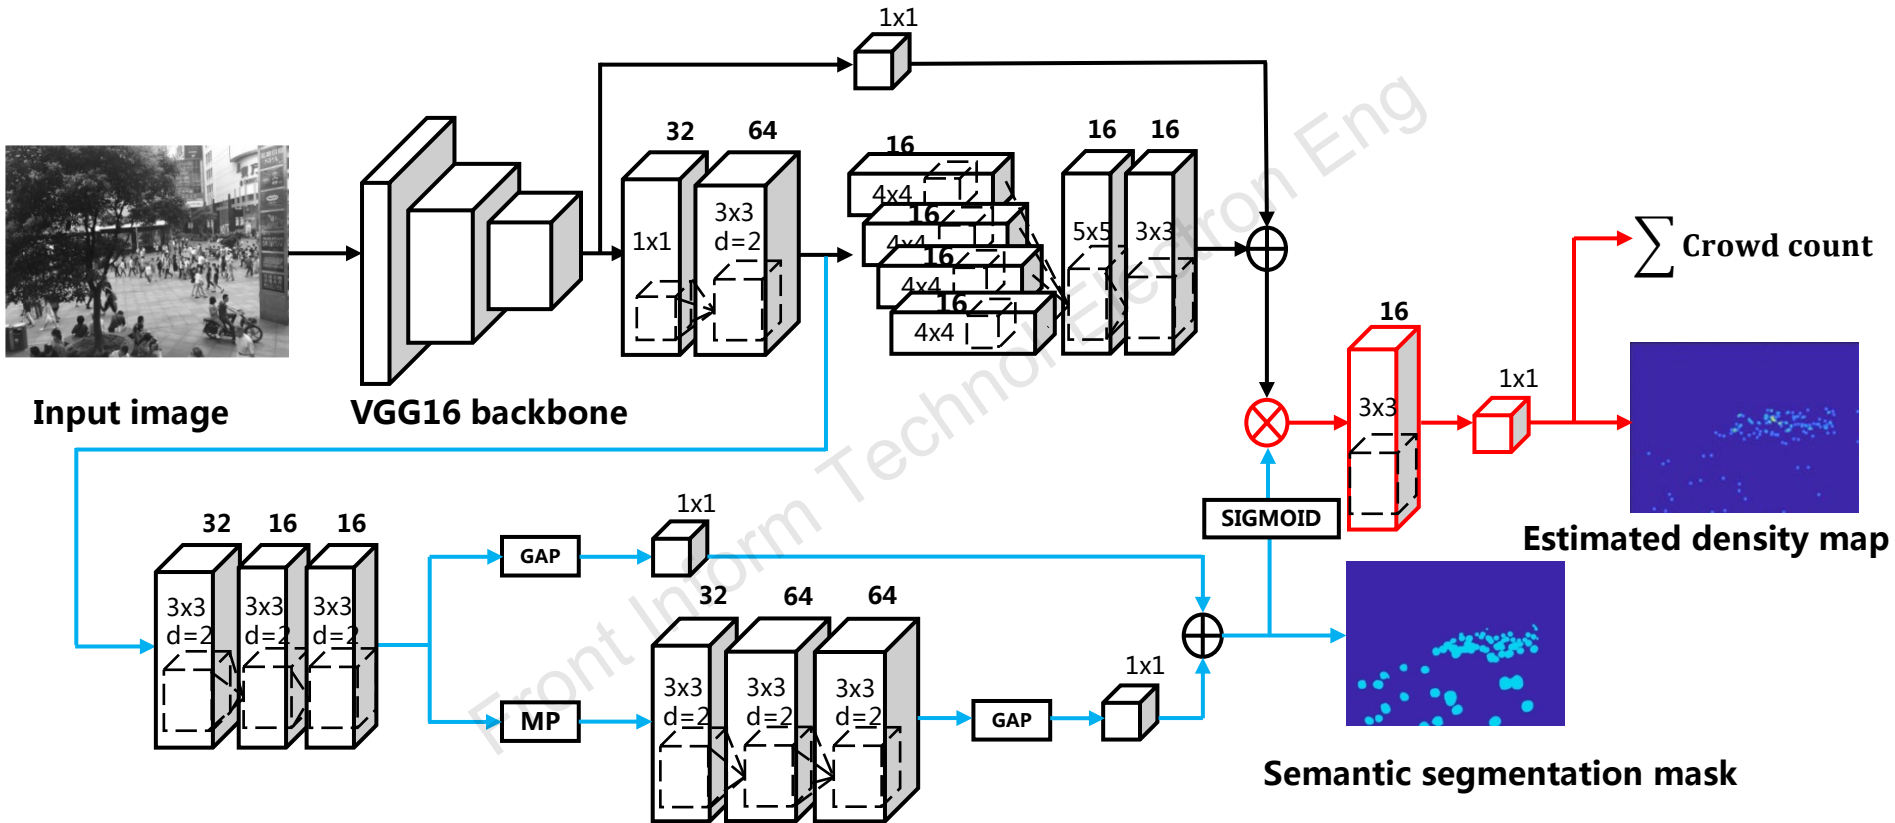 1x1
32
64
16
16
16
1x1
3x3
d=2
4x4
16
4x4
16
4x4
16
4x4
5x5
3x3
∑ Crowd count
Input image
VGG16 backbone
16
3x3
1x1
SIGMOID
Estimated density map
32
16
16
3x3
d=2
3x3
d=2
3x3
d=2
GAP
1x1
MP
32
64
64
3x3
d=2
3x3
d=2
3x3
d=2
GAP
1x1
Semantic segmentation mask
Front Inform Technol Electron Eng